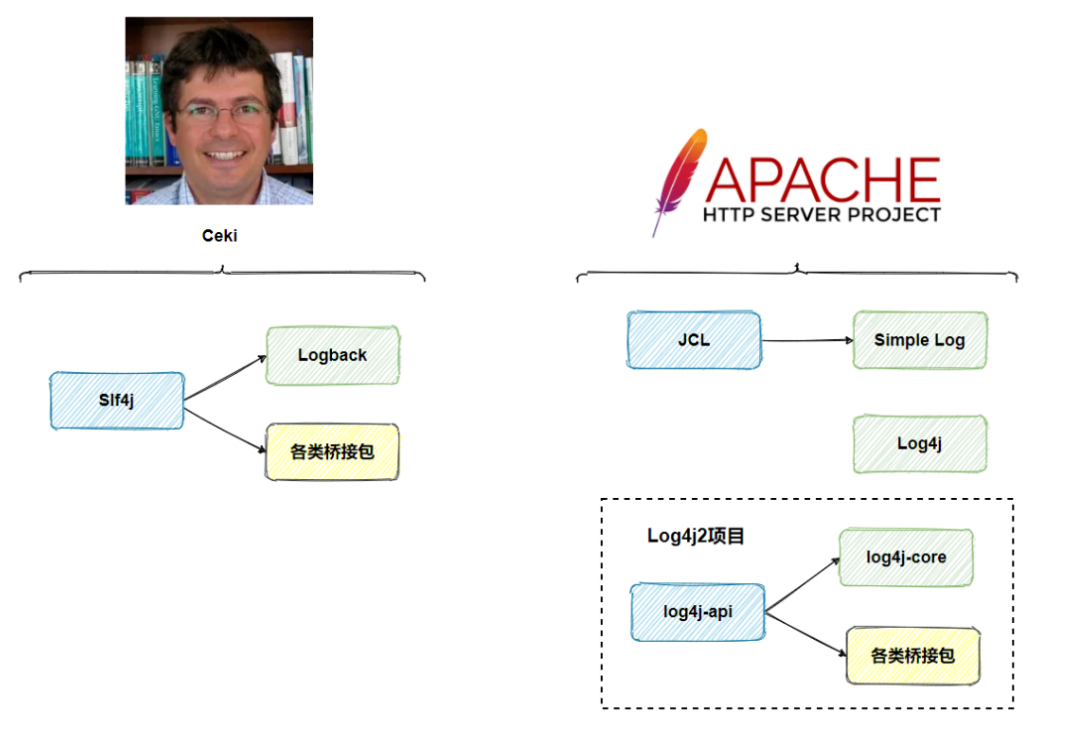 Ceki
APACHE
HTTP SERVER PROJECT
Slf4j
Logback
各类桥接包
JCL
Simple Log
Log4j
Log4j2项目
log4j-api
log4j-core
各类桥接包